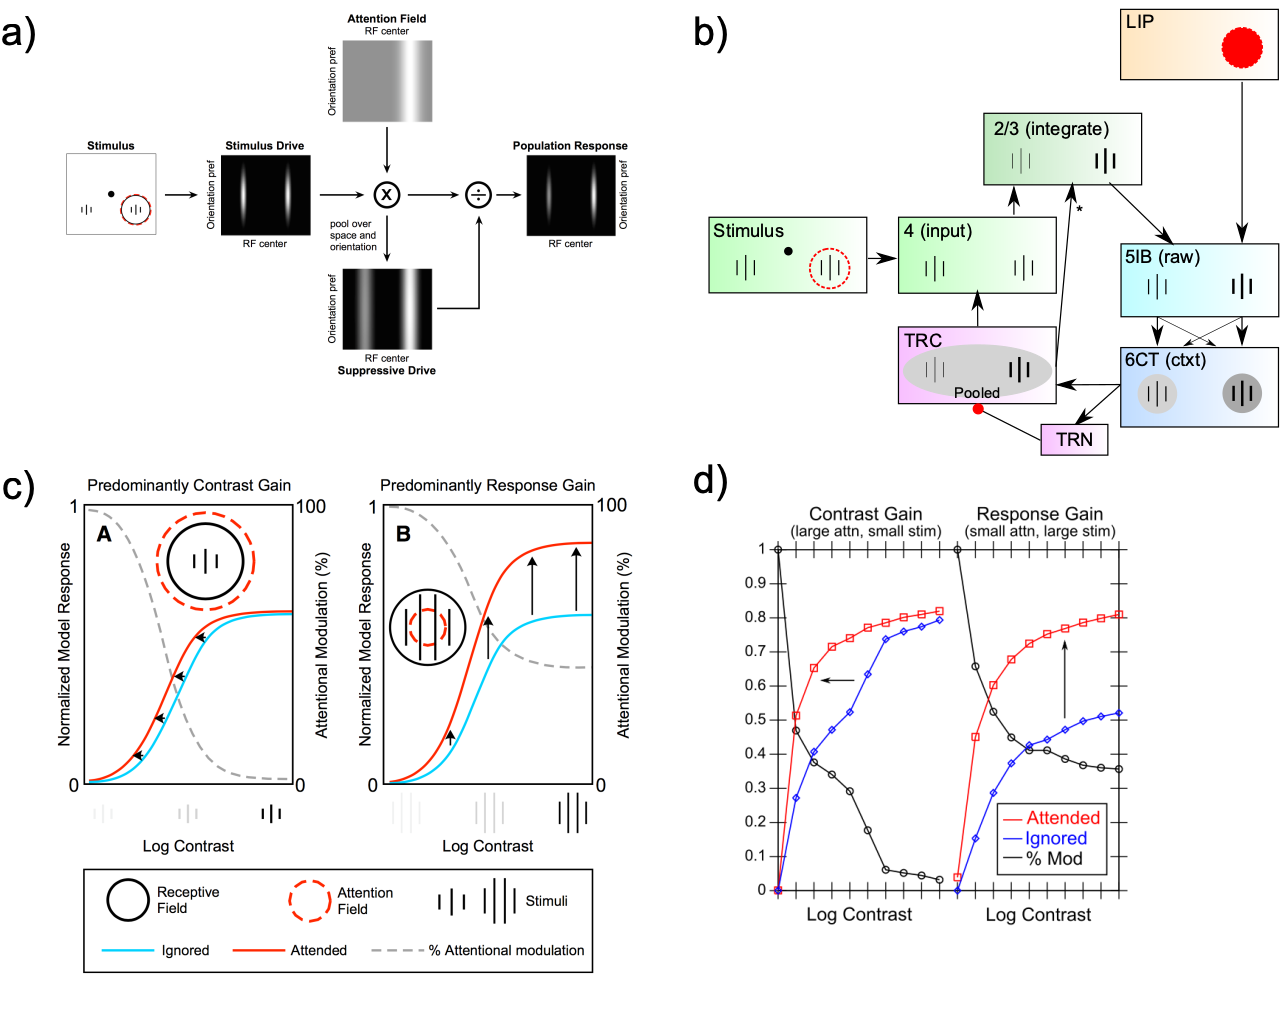 a)
Attention Field
RF center
Orientation pref
Stimulus
Stimulus Drive
Orientation pref
RF center
X
÷
Population Response
Orientation pref
RF center
pool over
space and
orientation
Orientation pref
RF center
Suppressive Drive
b)
LIP
2/3 (integrate)
*
Stimulus
4 (input)
5IB (raw)
TRC
Pooled
6CT (ctxt)
TRN
c)
Predominantly Contrast Gain
1
100
A
Normalized Model Response
Attentional Modulation (%)
0
0
Log Contrast
Predominantly Response Gain
1
100
B
Normalized Model Response
Attentional Modulation (%)
0
0
Log Contrast
Receptive
Field
Attention
Field
Stimuli
Ignored
Attended
% Attentional modulation
d)
Contrast Gain
(large attn, small stim)
Response Gain
(small attn, large stim)
1
0.9
0.8
0.7
0.6
0.5
0.4
0.3
0.2
0.1
0
Attended
Ignored
% Mod
Log Contrast
Log Contrast